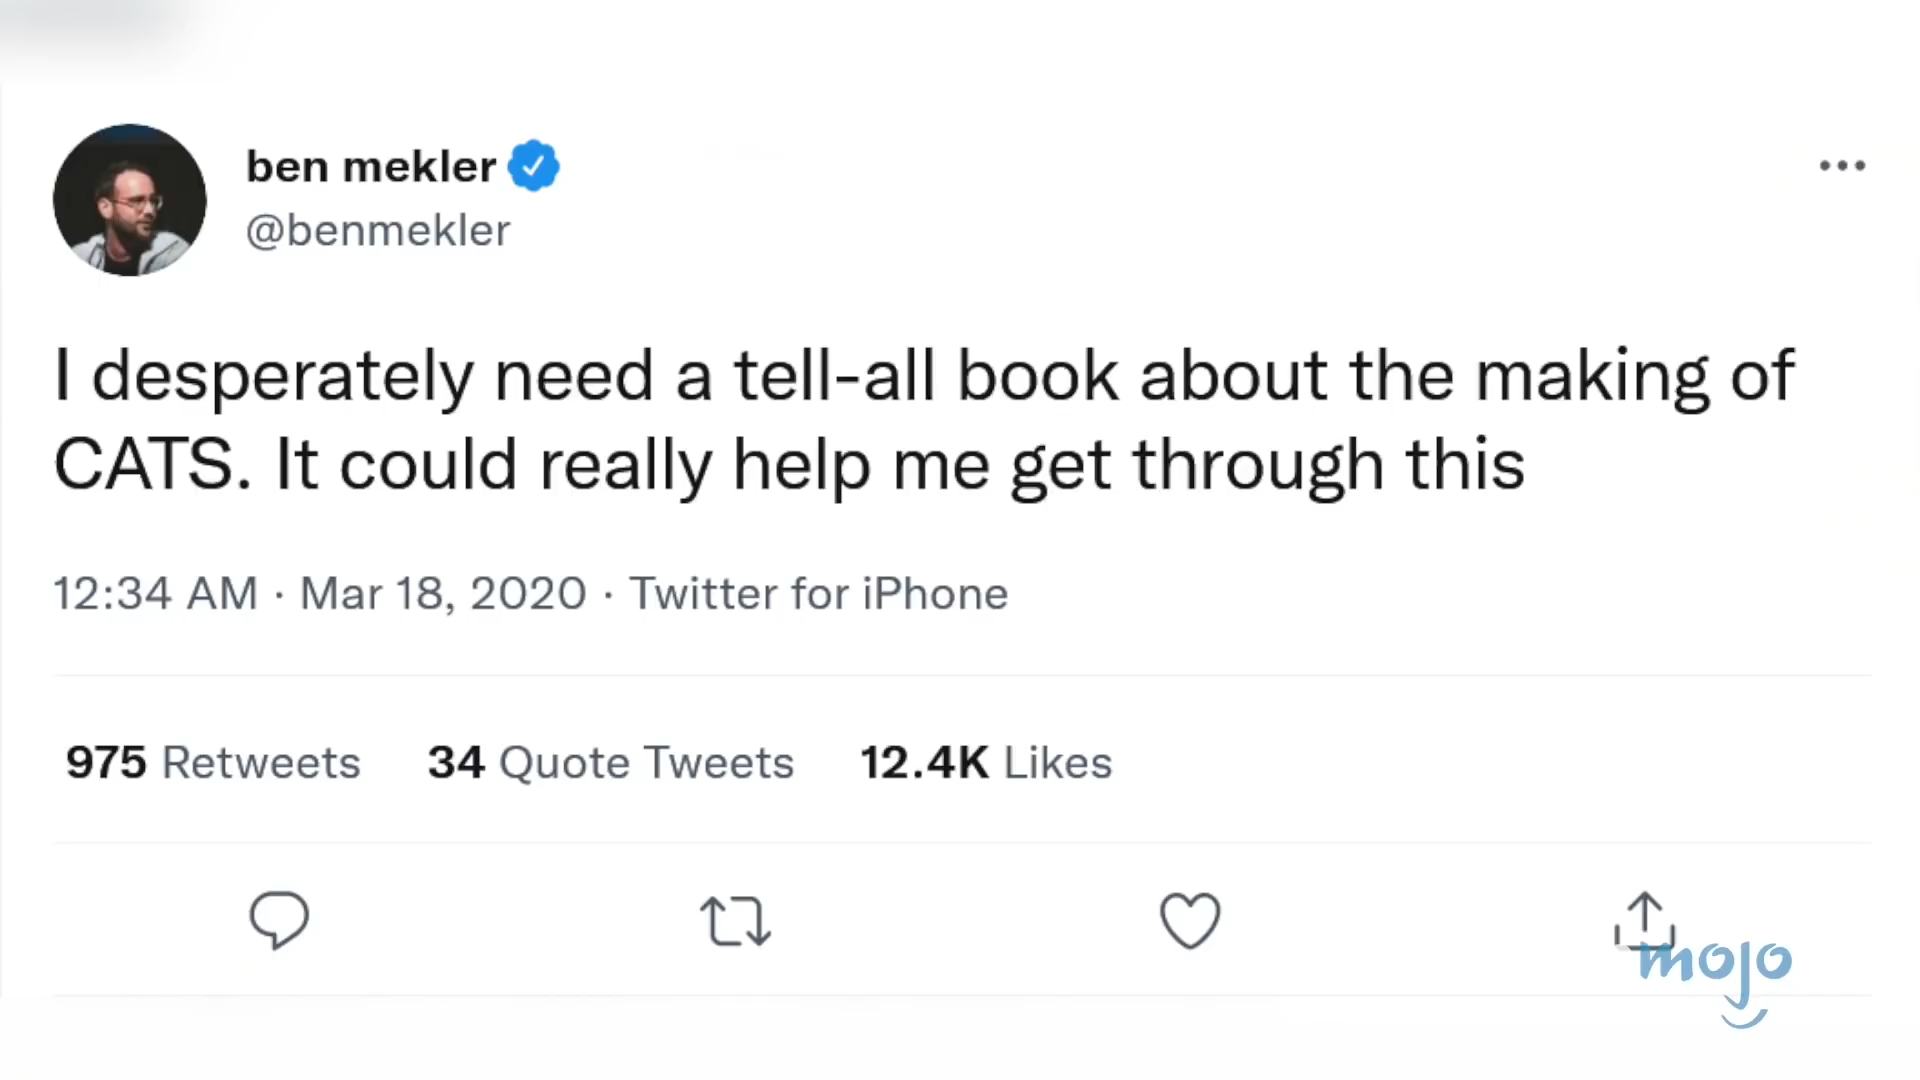 ben mekler
@benmekler
I desperately need a tell-all book about the making of
CATS. It could really help me get through this
12:34 AM · Mar 18, 2020 · Twitter for iPhone
975 Retweets 34 Quote Tweets 12.4K Likes
mojo